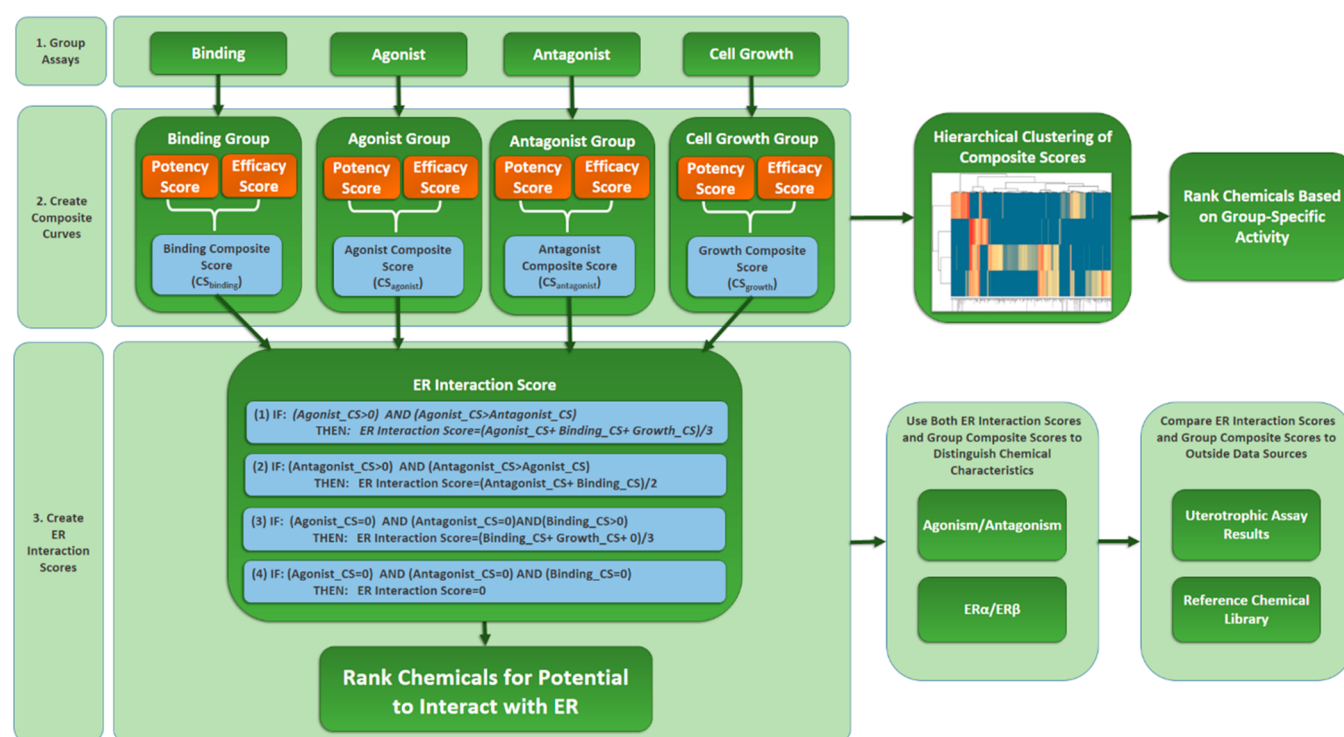 1. Group
Assays
Binding
Agonist
Antagonist
Cell Growth
2. Create
Composite
Curves
Binding Group
Potency
Score
Efficacy
Score
Binding Composite
Score
(CSbinding)
Agonist Group
Potency
Score
Efficacy
Score
Agonist Composite
Score
(CSagonist)
Antagonist Group
Potency
Score
Efficacy
Score
Antagonist
Composite Score
(CSantagonist)
Cell Growth Group
Potency
Score
Efficacy
Score
Growth Composite
Score
(CSgrowth)
Hierarchical Clustering of
Composite Scores
Rank Chemicals Based
on Group-Specific
Activity
3. Create
ER
Interaction
Scores
ER Interaction Score
(1) IF: (Agonist_CS>0) AND (Agonist_CS>Antagonist_CS)
THEN: ER Interaction Score=(Agonist_CS+ Binding_CS+ Growth_CS)/3
(2) IF: (Antagonist_CS>0) AND (Antagonist_CS>Agonist_CS)
THEN: ER Interaction Score=(Antagonist_CS+ Binding_CS)/2
(3) IF: (Agonist_CS=0) AND (Antagonist_CS=0)AND(Binding_CS>0)
THEN: ER Interaction Score=(Binding_CS+ Growth_CS+ 0)/3
(4) IF: (Agonist_CS=0) AND (Antagonist_CS=0) AND (Binding_CS=0)
THEN: ER Interaction Score=0
Rank Chemicals for Potential
to Interact with ER
Use Both ER Interaction Scores
and Group Composite Scores to
Distinguish Chemical
Characteristics
Agonism/Antagonism
ERα/ERβ
Compare ER Interaction Scores
and Group Composite Scores to
Outside Data Sources
Uterotrophic Assay
Results
Reference Chemical
Library